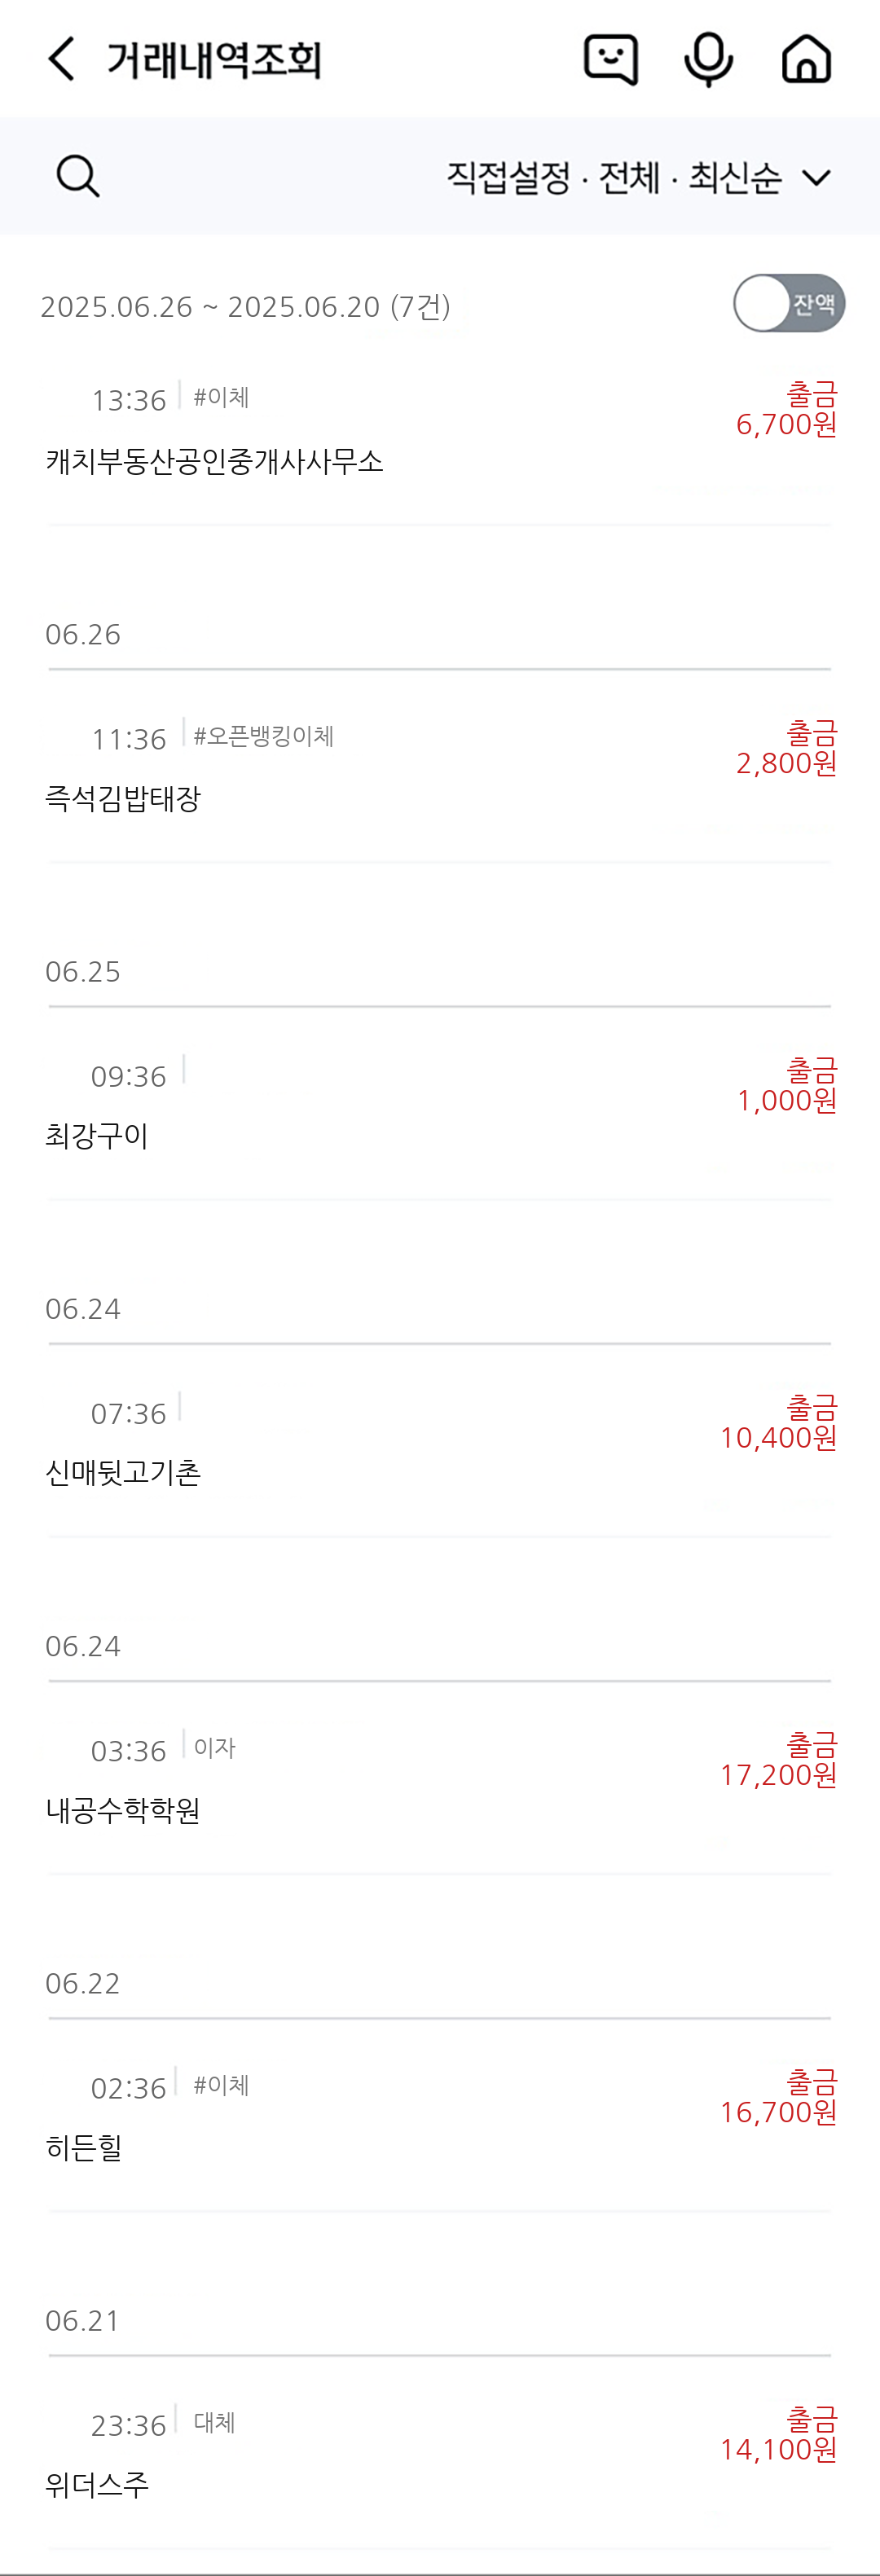 거래내역조회
직접설정 · 전체 · 최신순
2025.06.26 ~ 2025.06.20 (7건) 잔액
13:36 #이체 출금
6,700원
캐치부동산공인중개사사무소
06.26
11:36 #오픈뱅킹이체 출금
2,800원
즉석김밥태장
06.25
09:36 출금
1,000원
최강구이
06.24
07:36 출금
10,400원
신매뒷고기촌
06.24
03:36 이자 출금
17,200원
내공수학학원
06.22
02:36 #이체 출금
16,700원
히든힐
06.21
23:36 대체 출금
14,100원
위더스주